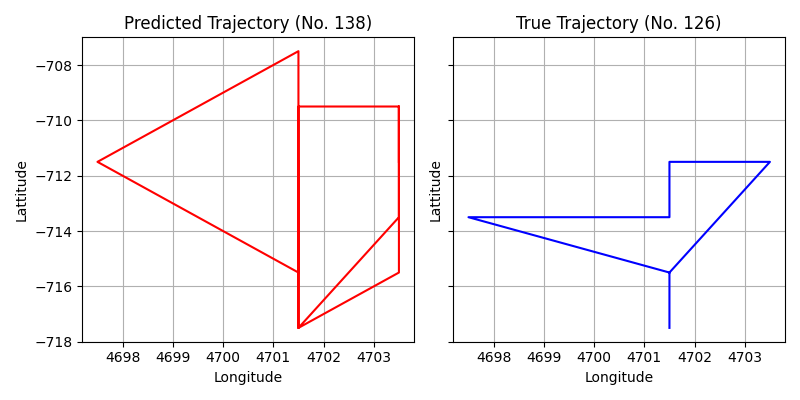 Predicted Trajectory (No. 138)
True Trajectory (No. 126)
−708
−710
−712
−714
−716
−718
Lattitude
Lattitude
4698 4699 4700 4701 4702 4703
4698 4699 4700 4701 4702 4703
Longitude
Longitude